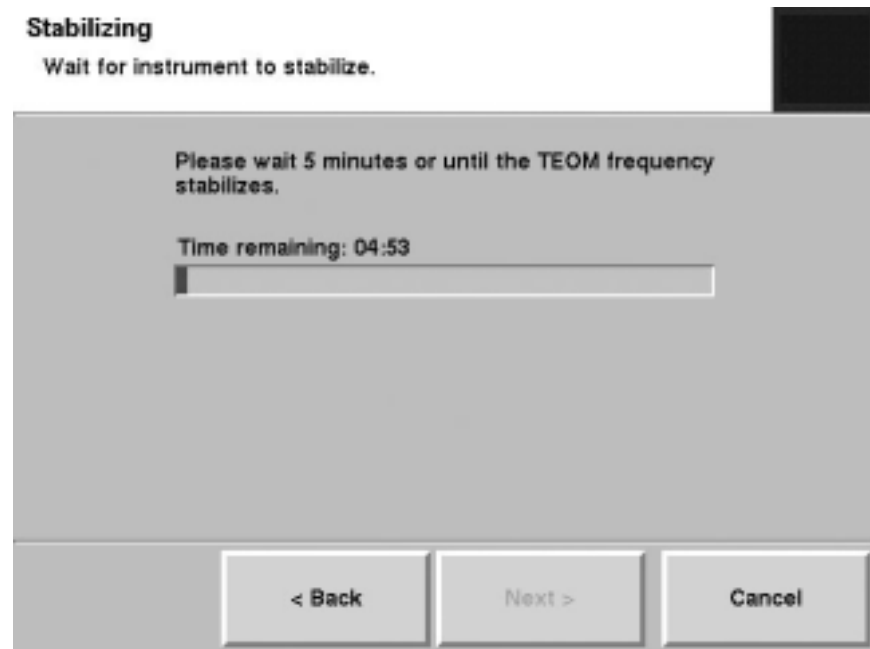 Stabilizing
Wait for instrument to stabilize.
Please wait 5 minutes or until the TEOM frequency
stabilizes.
Time remaining: 04:53
< Back
Next >
Cancel